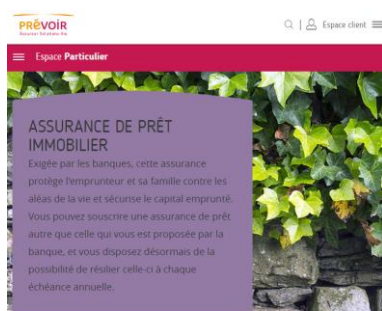 PRÉVOIR
Assureur Solutions Vie
Espace client
Espace Particulier
ASSURANCE DE PRÊT
IMMOBILIER
Exigée par les banques, cette assurance
protège l'emprunteur et sa famille contre les
aléas de la vie et sécurise le capital emprunté.
Vous pouvez souscrire une assurance de prêt
autre que celle qui vous est proposée par la
banque, et vous disposez désormais de la
possibilité de résilier celle-ci à chaque
échéance annuelle.